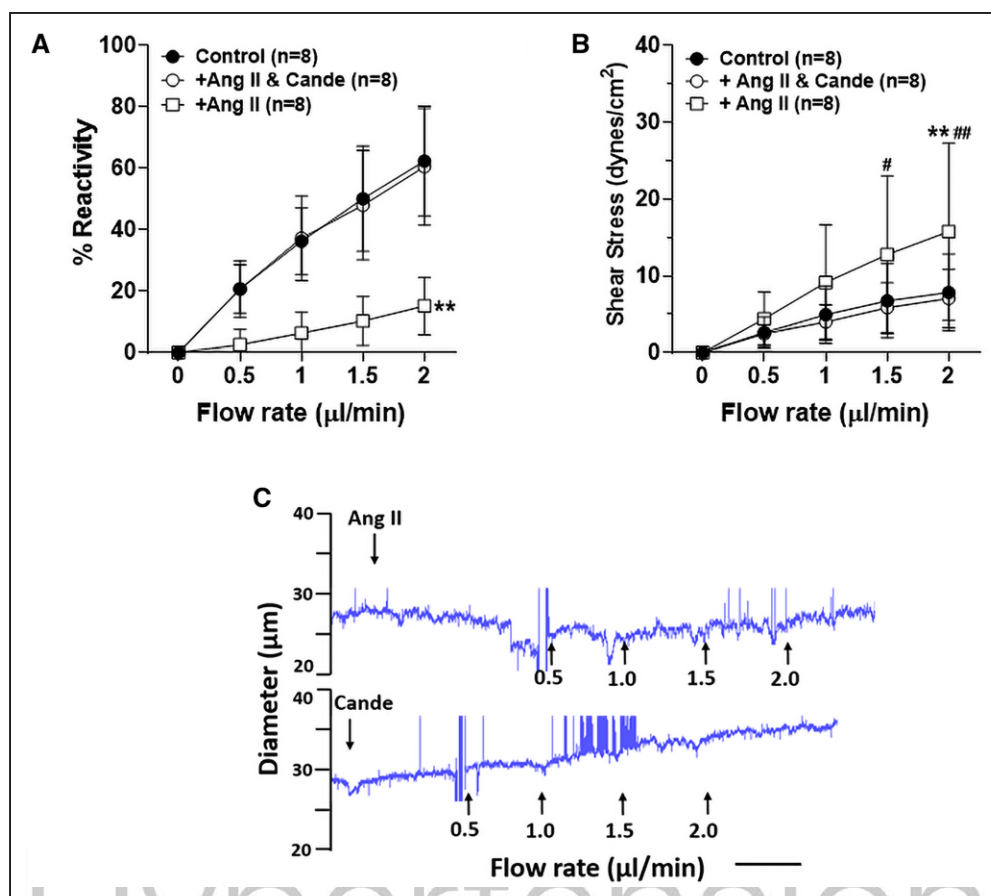 A
100
80
60
40
20
0
% Reactivity
Control (n=8)
+Ang II & Cande (n=8)
+Ang II (n=8)
**
0 0.5 1 1.5 2
Flow rate (μl/min)
B
40
30
20
10
0
Shear Stress (dynes/cm²)
Control (n=8)
+ Ang II & Cande (n=8)
+ Ang II (n=8)
#
**##
0 0.5 1 1.5 2
Flow rate (μl/min)
C
Diameter (μm)
40
30
20
Ang II
0.5 1.0 1.5 2.0
40
30
20
Cande
0.5 1.0 1.5 2.0
Flow rate (μl/min)
Hypertension